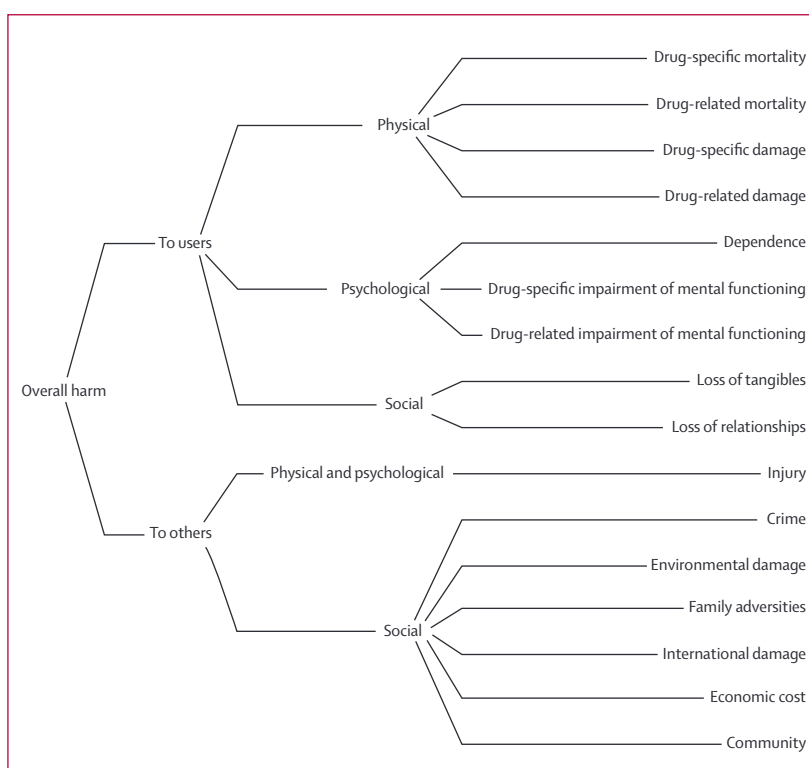 Drug-specific mortality
Drug-related mortality
Physical
Drug-specific damage
Drug-related damage
To users
Dependence
Psychological
Drug-specific impairment of mental functioning
Drug-related impairment of mental functioning
Overall harm
Loss of tangibles
Social
Loss of relationships
Physical and psychological
Injury
To others
Crime
Environmental damage
Family adversities
Social
International damage
Economic cost
Community